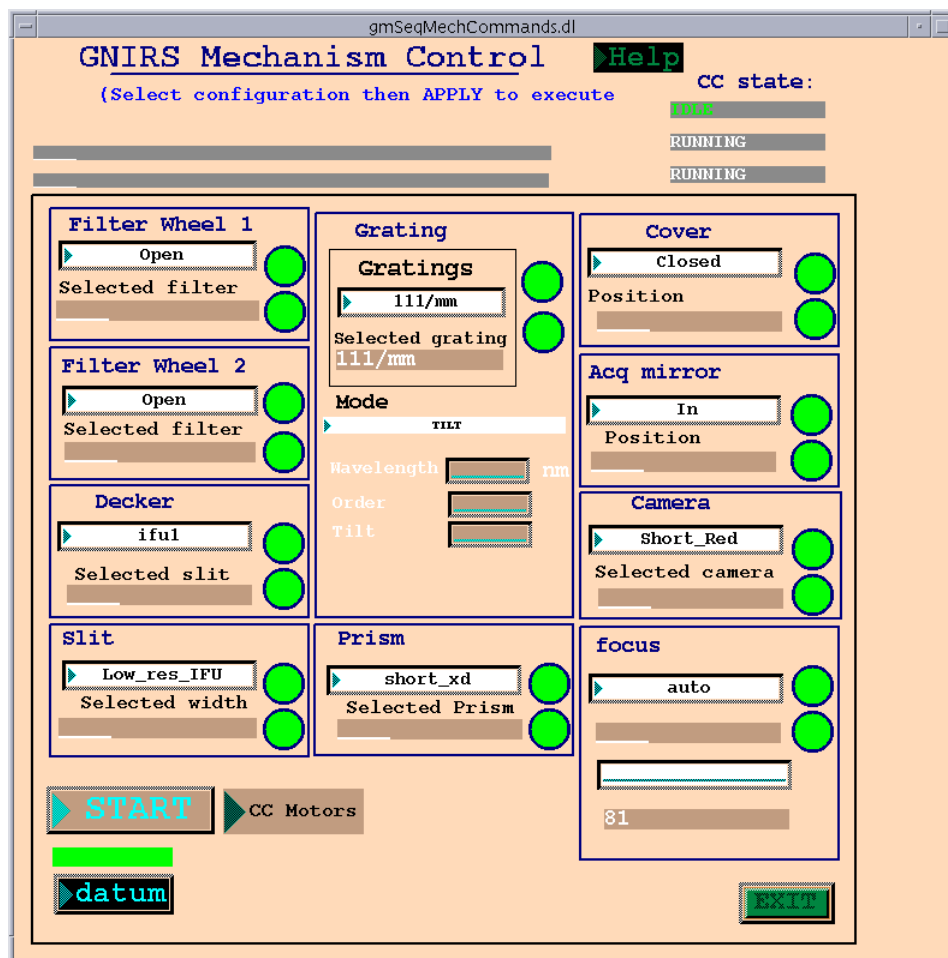 gmSeqMechCommands.dl
GNIRS Mechanism Control
Help
(Select configuration then APPLY to execute
CC state:
IDLE
RUNNING
RUNNING
Filter Wheel 1
Open
Selected filter
Filter Wheel 2
Open
Selected filter
Decker
ifu1
Selected slit
Slit
Low_res_IFU
Selected width
Grating
Gratings
111/mm
Selected grating
111/mm
Mode
TILT
Wavelength
nm
Order
Tilt
Prism
short_xd
Selected Prism
Cover
Closed
Position
Acq mirror
In
Position
Camera
Short_Red
Selected camera
focus
auto
81
START
CC Motors
datum
EXIT